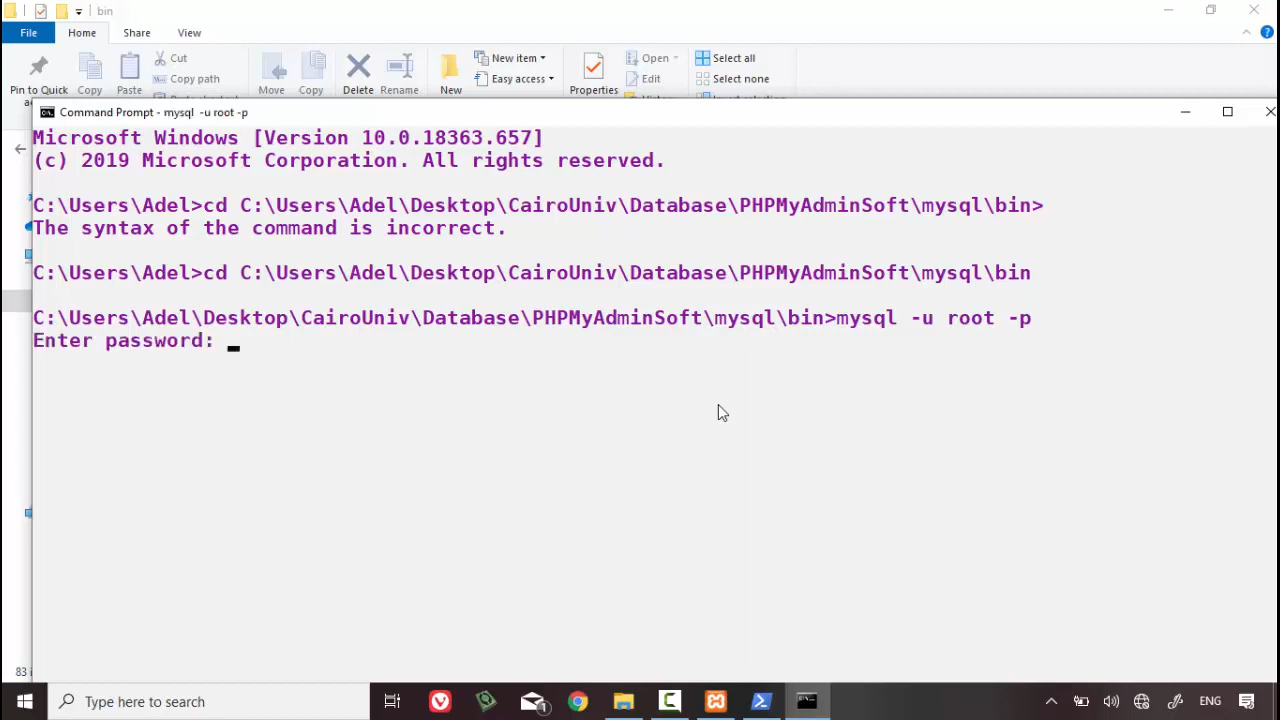 bin
File Home Share View
Pin to Quick
Copy
Paste
Cut
Copy path
Move
Copy
Delete
Rename
New
New item
Easy access
Properties
Open
Edit
Select all
Select none
Command Prompt - mysql -u root -p
Microsoft Windows [Version 10.0.18363.657]
(c) 2019 Microsoft Corporation. All rights reserved.
C:\Users\Adel>cd C:\Users\Adel\Desktop\CairoUniv\Database\PHPMyAdminSoft\mysql\bin>
The syntax of the command is incorrect.
C:\Users\Adel>cd C:\Users\Adel\Desktop\CairoUniv\Database\PHPMyAdminSoft\mysql\bin
C:\Users\Adel\Desktop\CairoUniv\Database\PHPMyAdminSoft\mysql\bin>mysql -u root -p
Enter password:
83
Type here to search
1
ENG